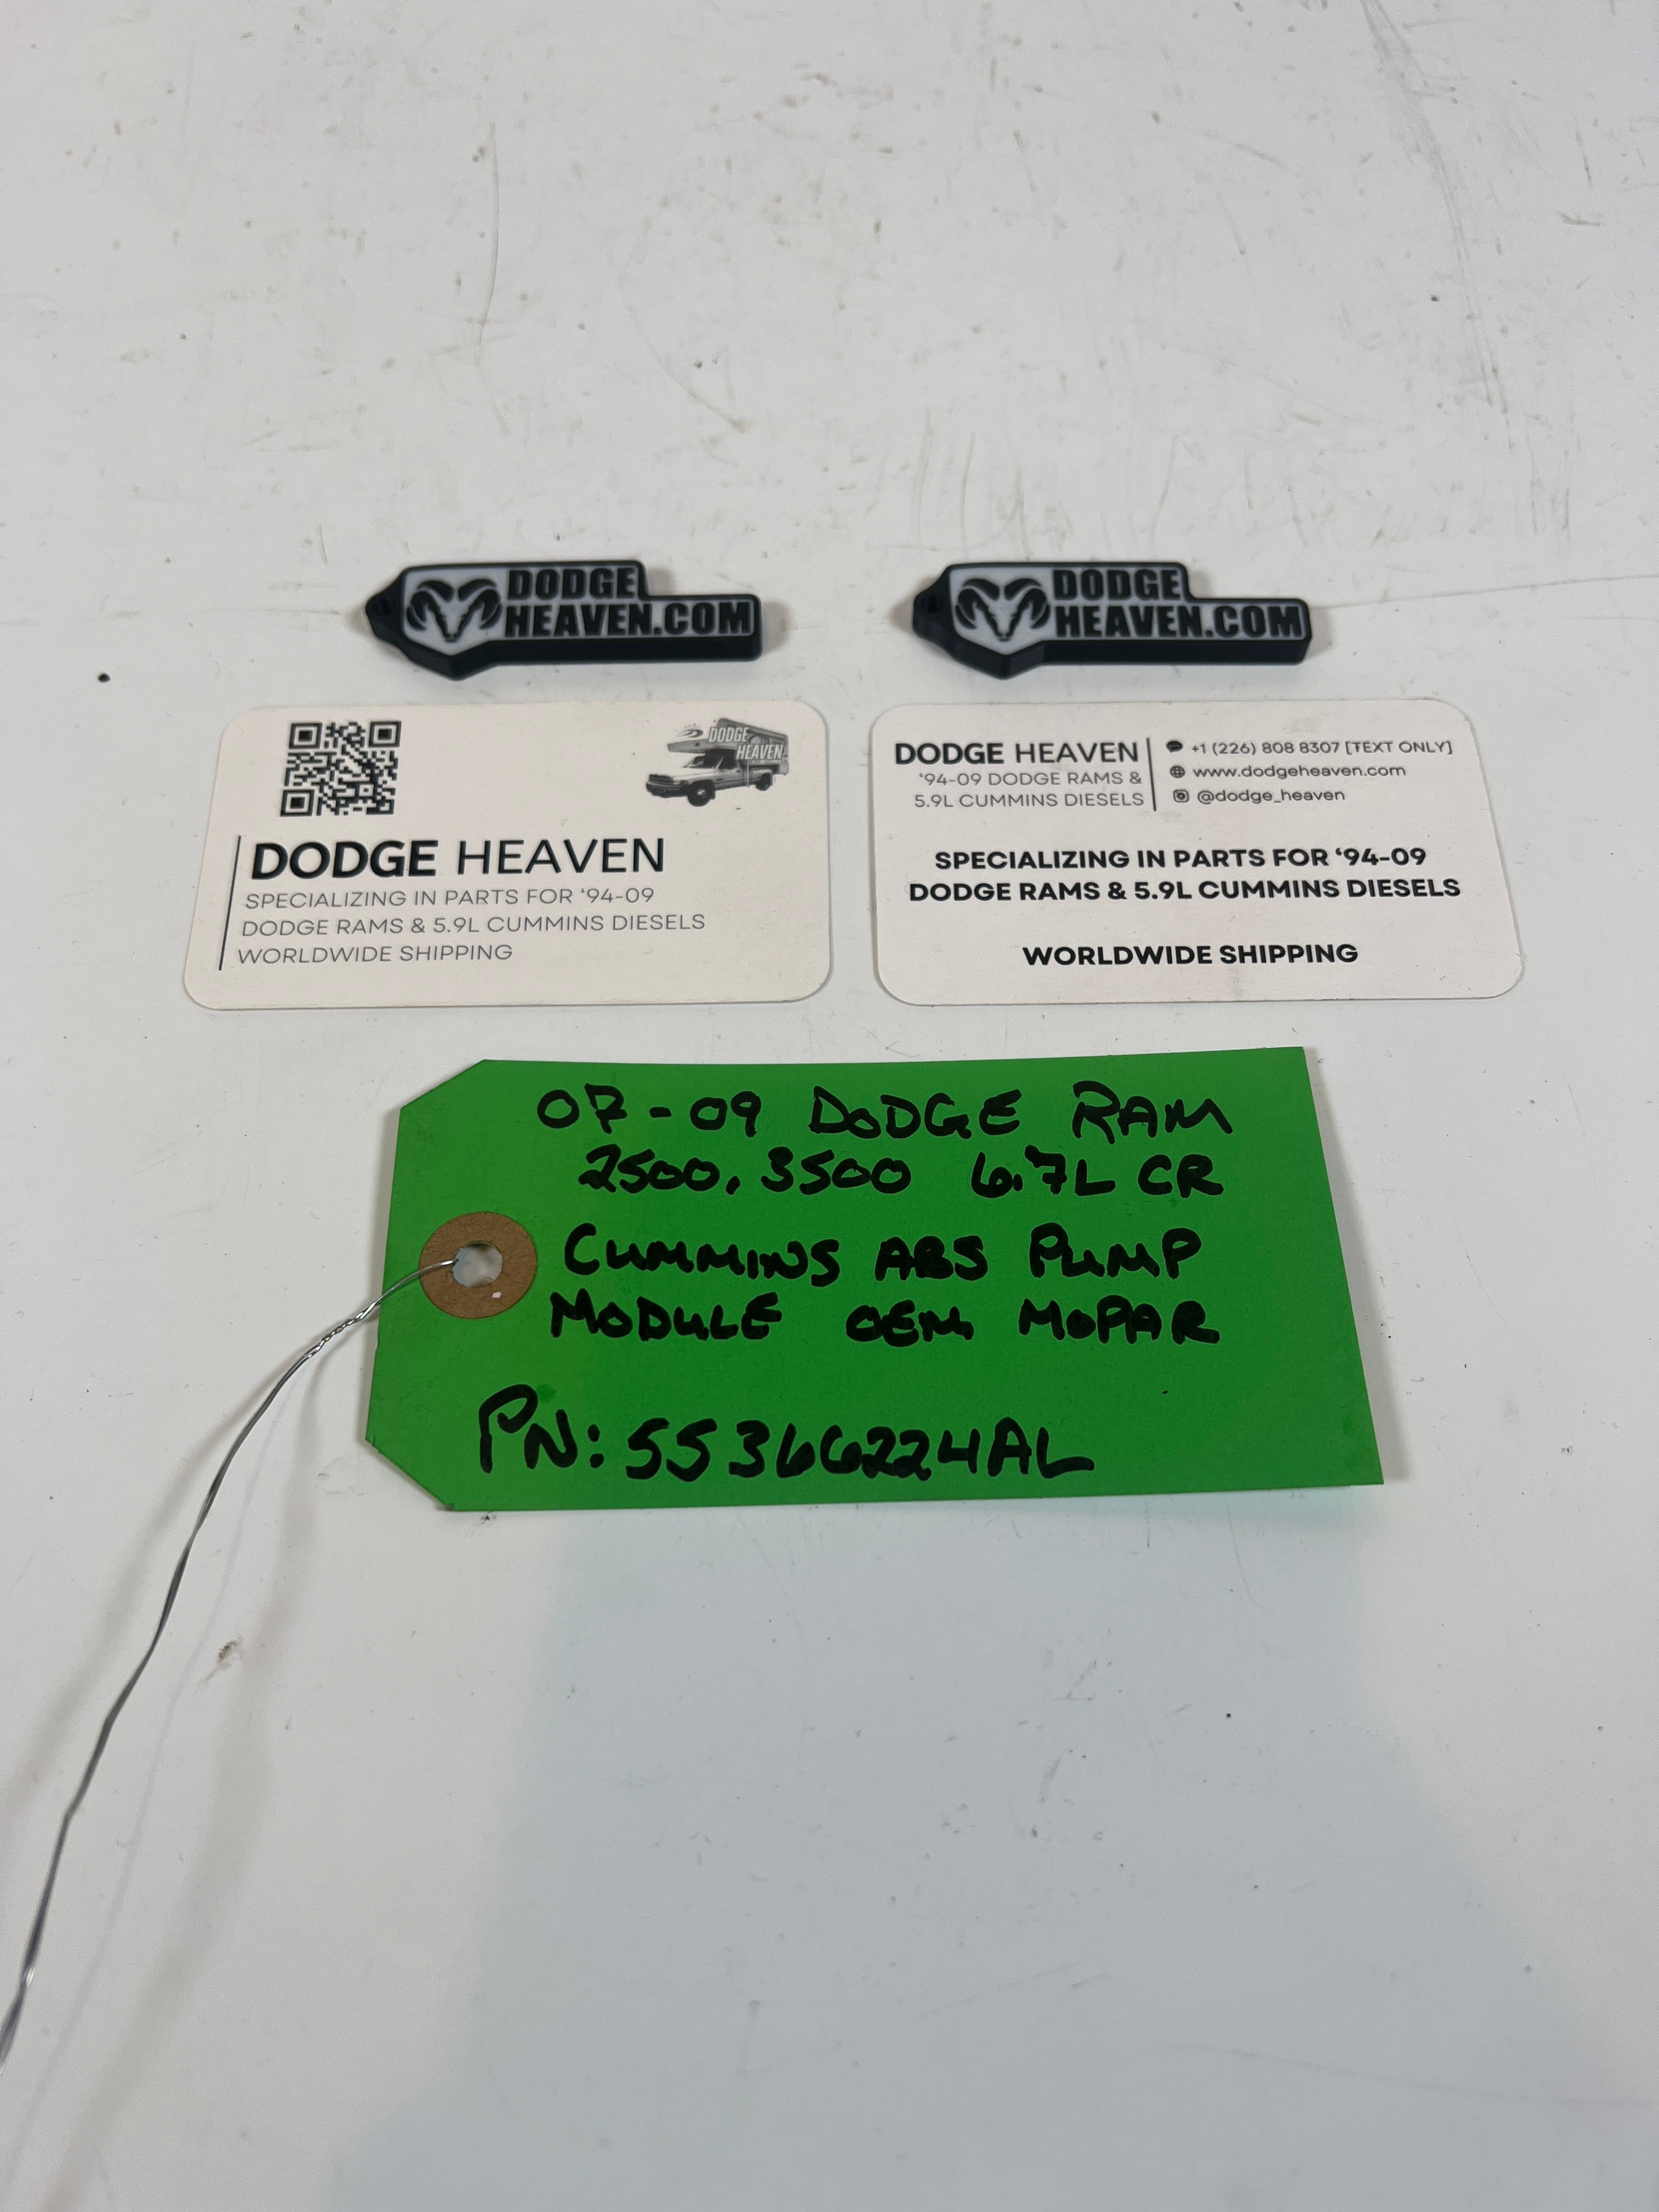 DODGE
HEAVEN.COM
DODGE
HEAVEN.COM
DODGE
HEAVEN
DODGE HEAVEN
SPECIALIZING IN PARTS FOR ‘94-09
DODGE RAMS & 5.9L CUMMINS DIESELS
WORLDWIDE SHIPPING
DODGE HEAVEN
‘94-09 DODGE RAMS &
5.9L CUMMINS DIESELS
+1 (226) 808 8307 [TEXT ONLY]
www.dodgeheaven.com
@dodge_heaven
SPECIALIZING IN PARTS FOR ‘94-09
DODGE RAMS & 5.9L CUMMINS DIESELS
WORLDWIDE SHIPPING
07-09 DODGE RAM
2500, 3500 6.7L CR
CUMMINS ABS PUMP
MODULE OEM MOPAR
PN: 55366224AL